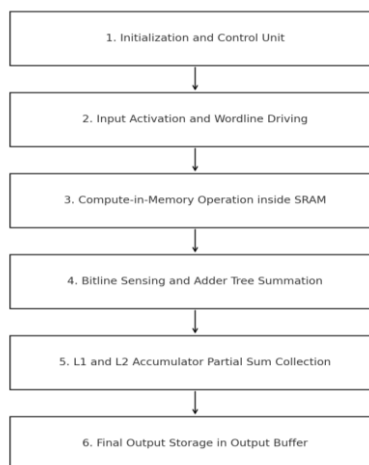 1. Initialization and Control Unit
2. Input Activation and Wordline Driving
3. Compute-in-Memory Operation inside SRAM
4. Bitline Sensing and Adder Tree Summation
5. L1 and L2 Accumulator Partial Sum Collection
6. Final Output Storage in Output Buffer